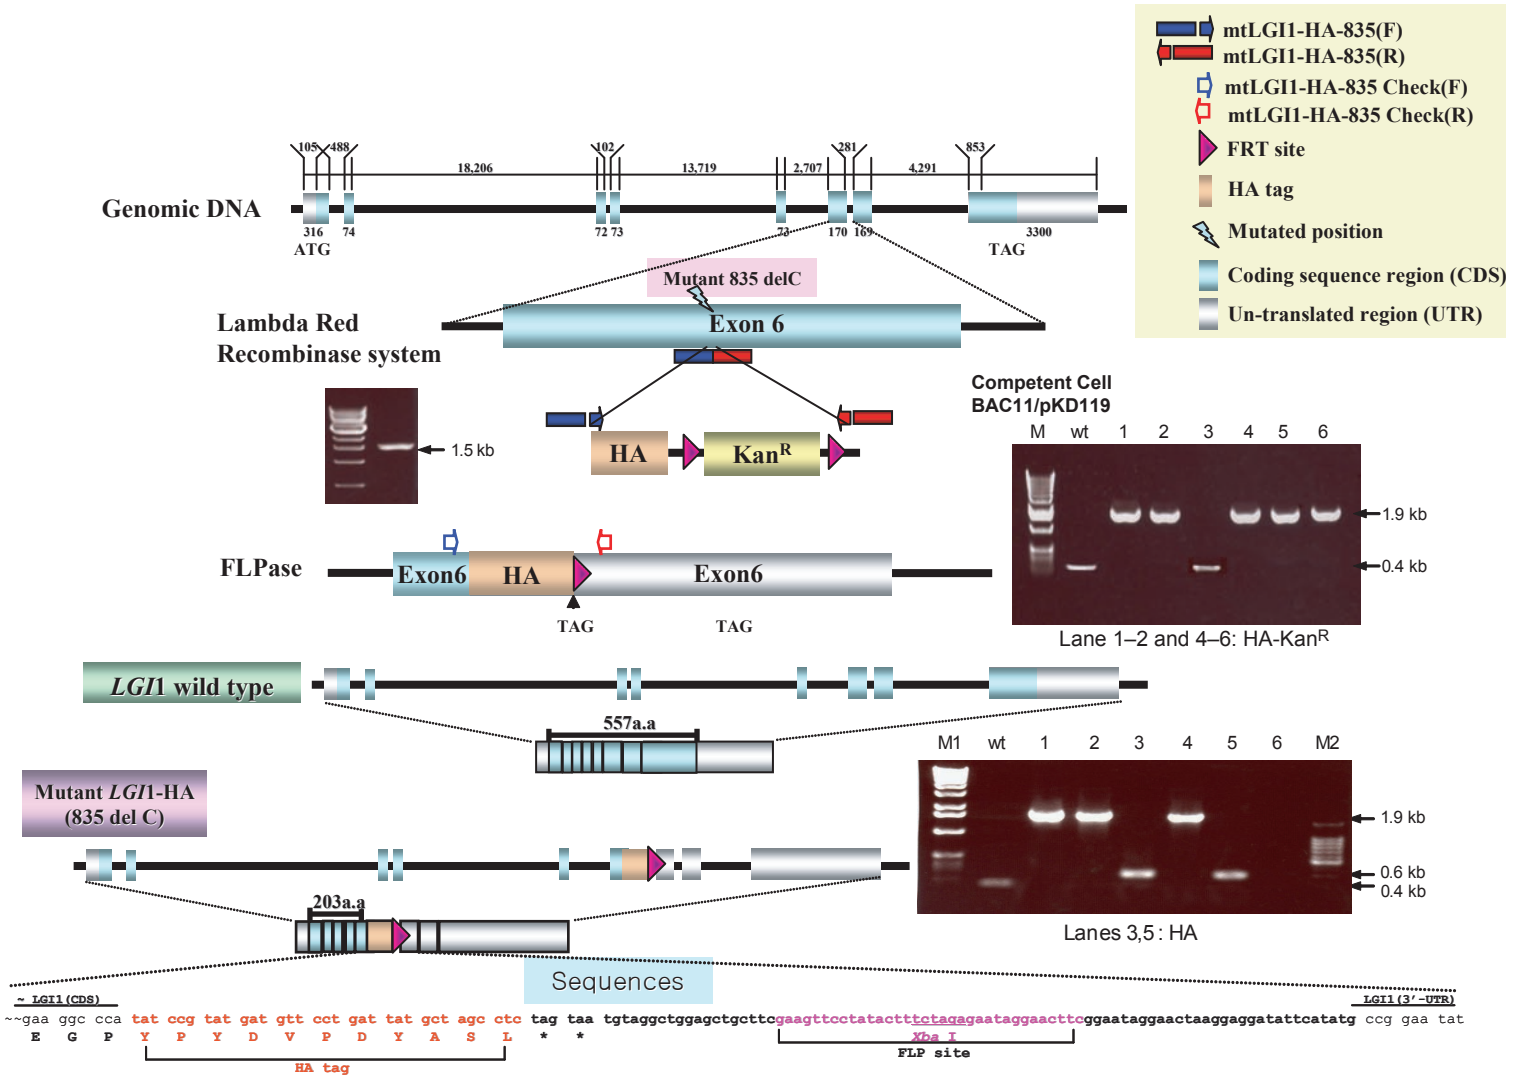 mtLGI1-HA-835(F)
mtLGI1-HA-835(R)
mtLGI1-HA-835 Check(F)
mtLGI1-HA-835 Check(R)
FRT site
HA tag
Mutated position
Coding sequence region (CDS)
Un-translated region (UTR)
105 488 102 281 853
18,206 13,719 2,707 4,291
Genomic DNA
316 74 72 73 73 170 169 3300
ATG TAG
Mutant 835 delC
Lambda Red
Recombinase system
Exon 6
1.5 kb
HA KanR
Competent Cell
BAC11/pKD119
M wt 1 2 3 4 5 6
1.9 kb
0.4 kb
Lane 1–2 and 4–6: HA-KanR
FLPase
Exon6 HA Exon6
TAG TAG
LGI1 wild type
557a.a
Mutant LGI1-HA
(835 del C)
203a.a
M1 wt 1 2 3 4 5 6 M2
1.9 kb
0.6 kb
0.4 kb
Lanes 3,5 : HA
Sequences
~ LGI1(CDS) LGI1(3′-UTR)
~~gaa ggc cca tat ccg tat gat gtt cct gat tat gct agc ctc tag taa tgtaggctggagctgcttcgaagttcctatactttctagagaataggaacttcggaataggaactaaggaggatattcatatg ccg gaa tat
E G P Y P Y D V P D Y A S L * * Xba I
HA tag
FLP site